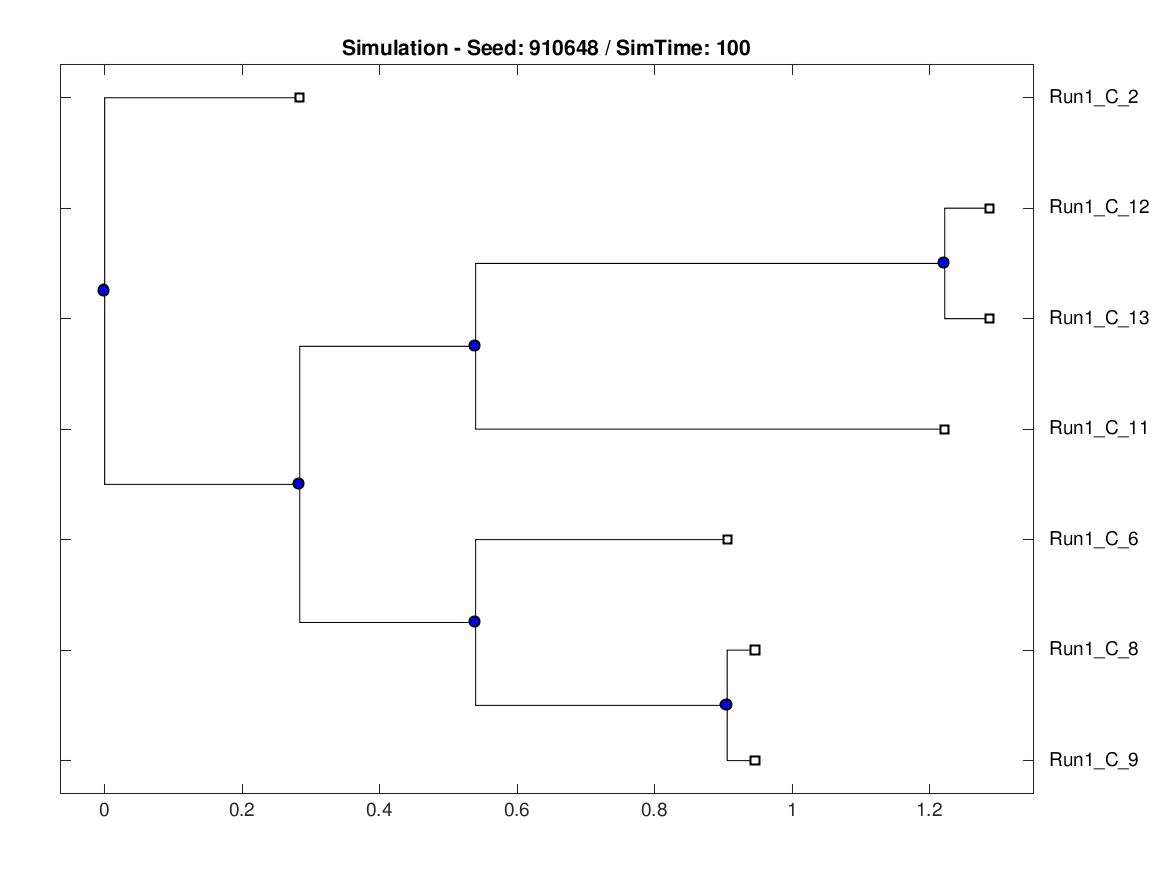 Simulation - Seed: 910648 / SimTime: 100
Run1_C_2
Run1_C_12
Run1_C_13
Run1_C_11
Run1_C_6
Run1_C_8
Run1_C_9
0 0.2 0.4 0.6 0.8 1 1.2